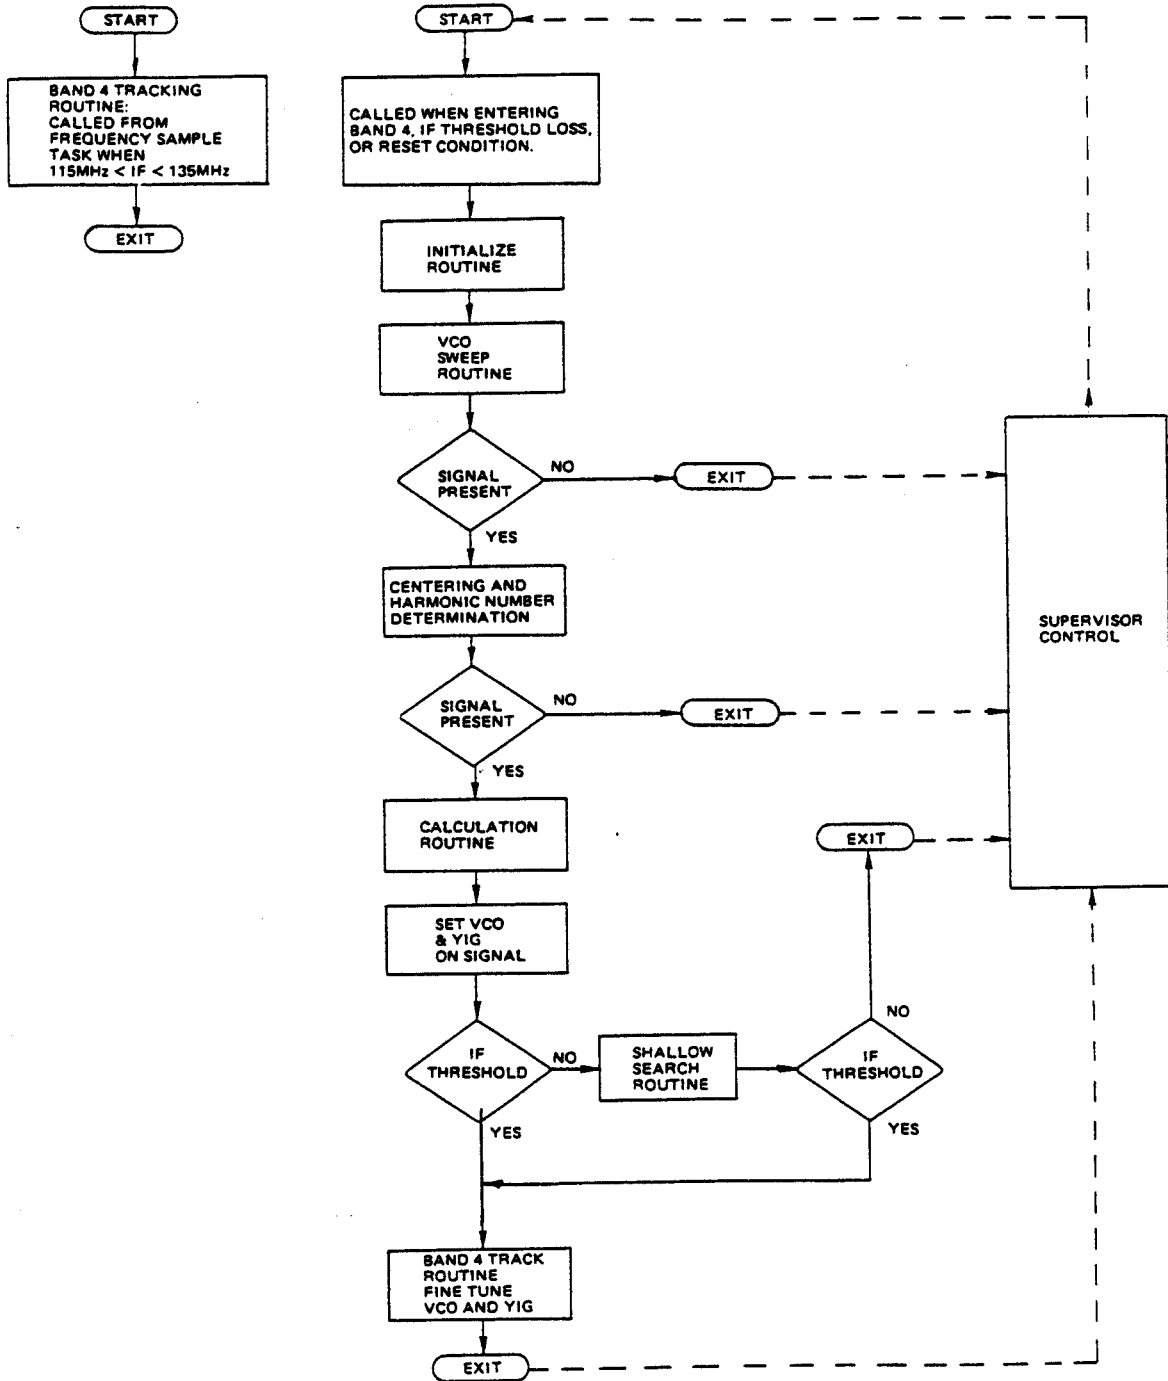 START
BAND 4 TRACKING
ROUTINE:
CALLED FROM
FREQUENCY SAMPLE
TASK WHEN
115MHz < IF < 135MHz
EXIT
START
CALLED WHEN ENTERING
BAND 4, IF THRESHOLD LOSS,
OR RESET CONDITION.
INITIALIZE
ROUTINE
VCO
SWEEP
ROUTINE
SIGNAL
PRESENT
NO
EXIT
YES
CENTERING AND
HARMONIC NUMBER
DETERMINATION
SIGNAL
PRESENT
NO
EXIT
YES
CALCULATION
ROUTINE
SET VCO
& YIG
ON SIGNAL
IF
THRESHOLD
NO
SHALLOW
SEARCH
ROUTINE
IF
THRESHOLD
NO
EXIT
YES
YES
BAND 4 TRACK
ROUTINE
FINE TUNE
VCO AND YIG
EXIT
SUPERVISOR
CONTROL